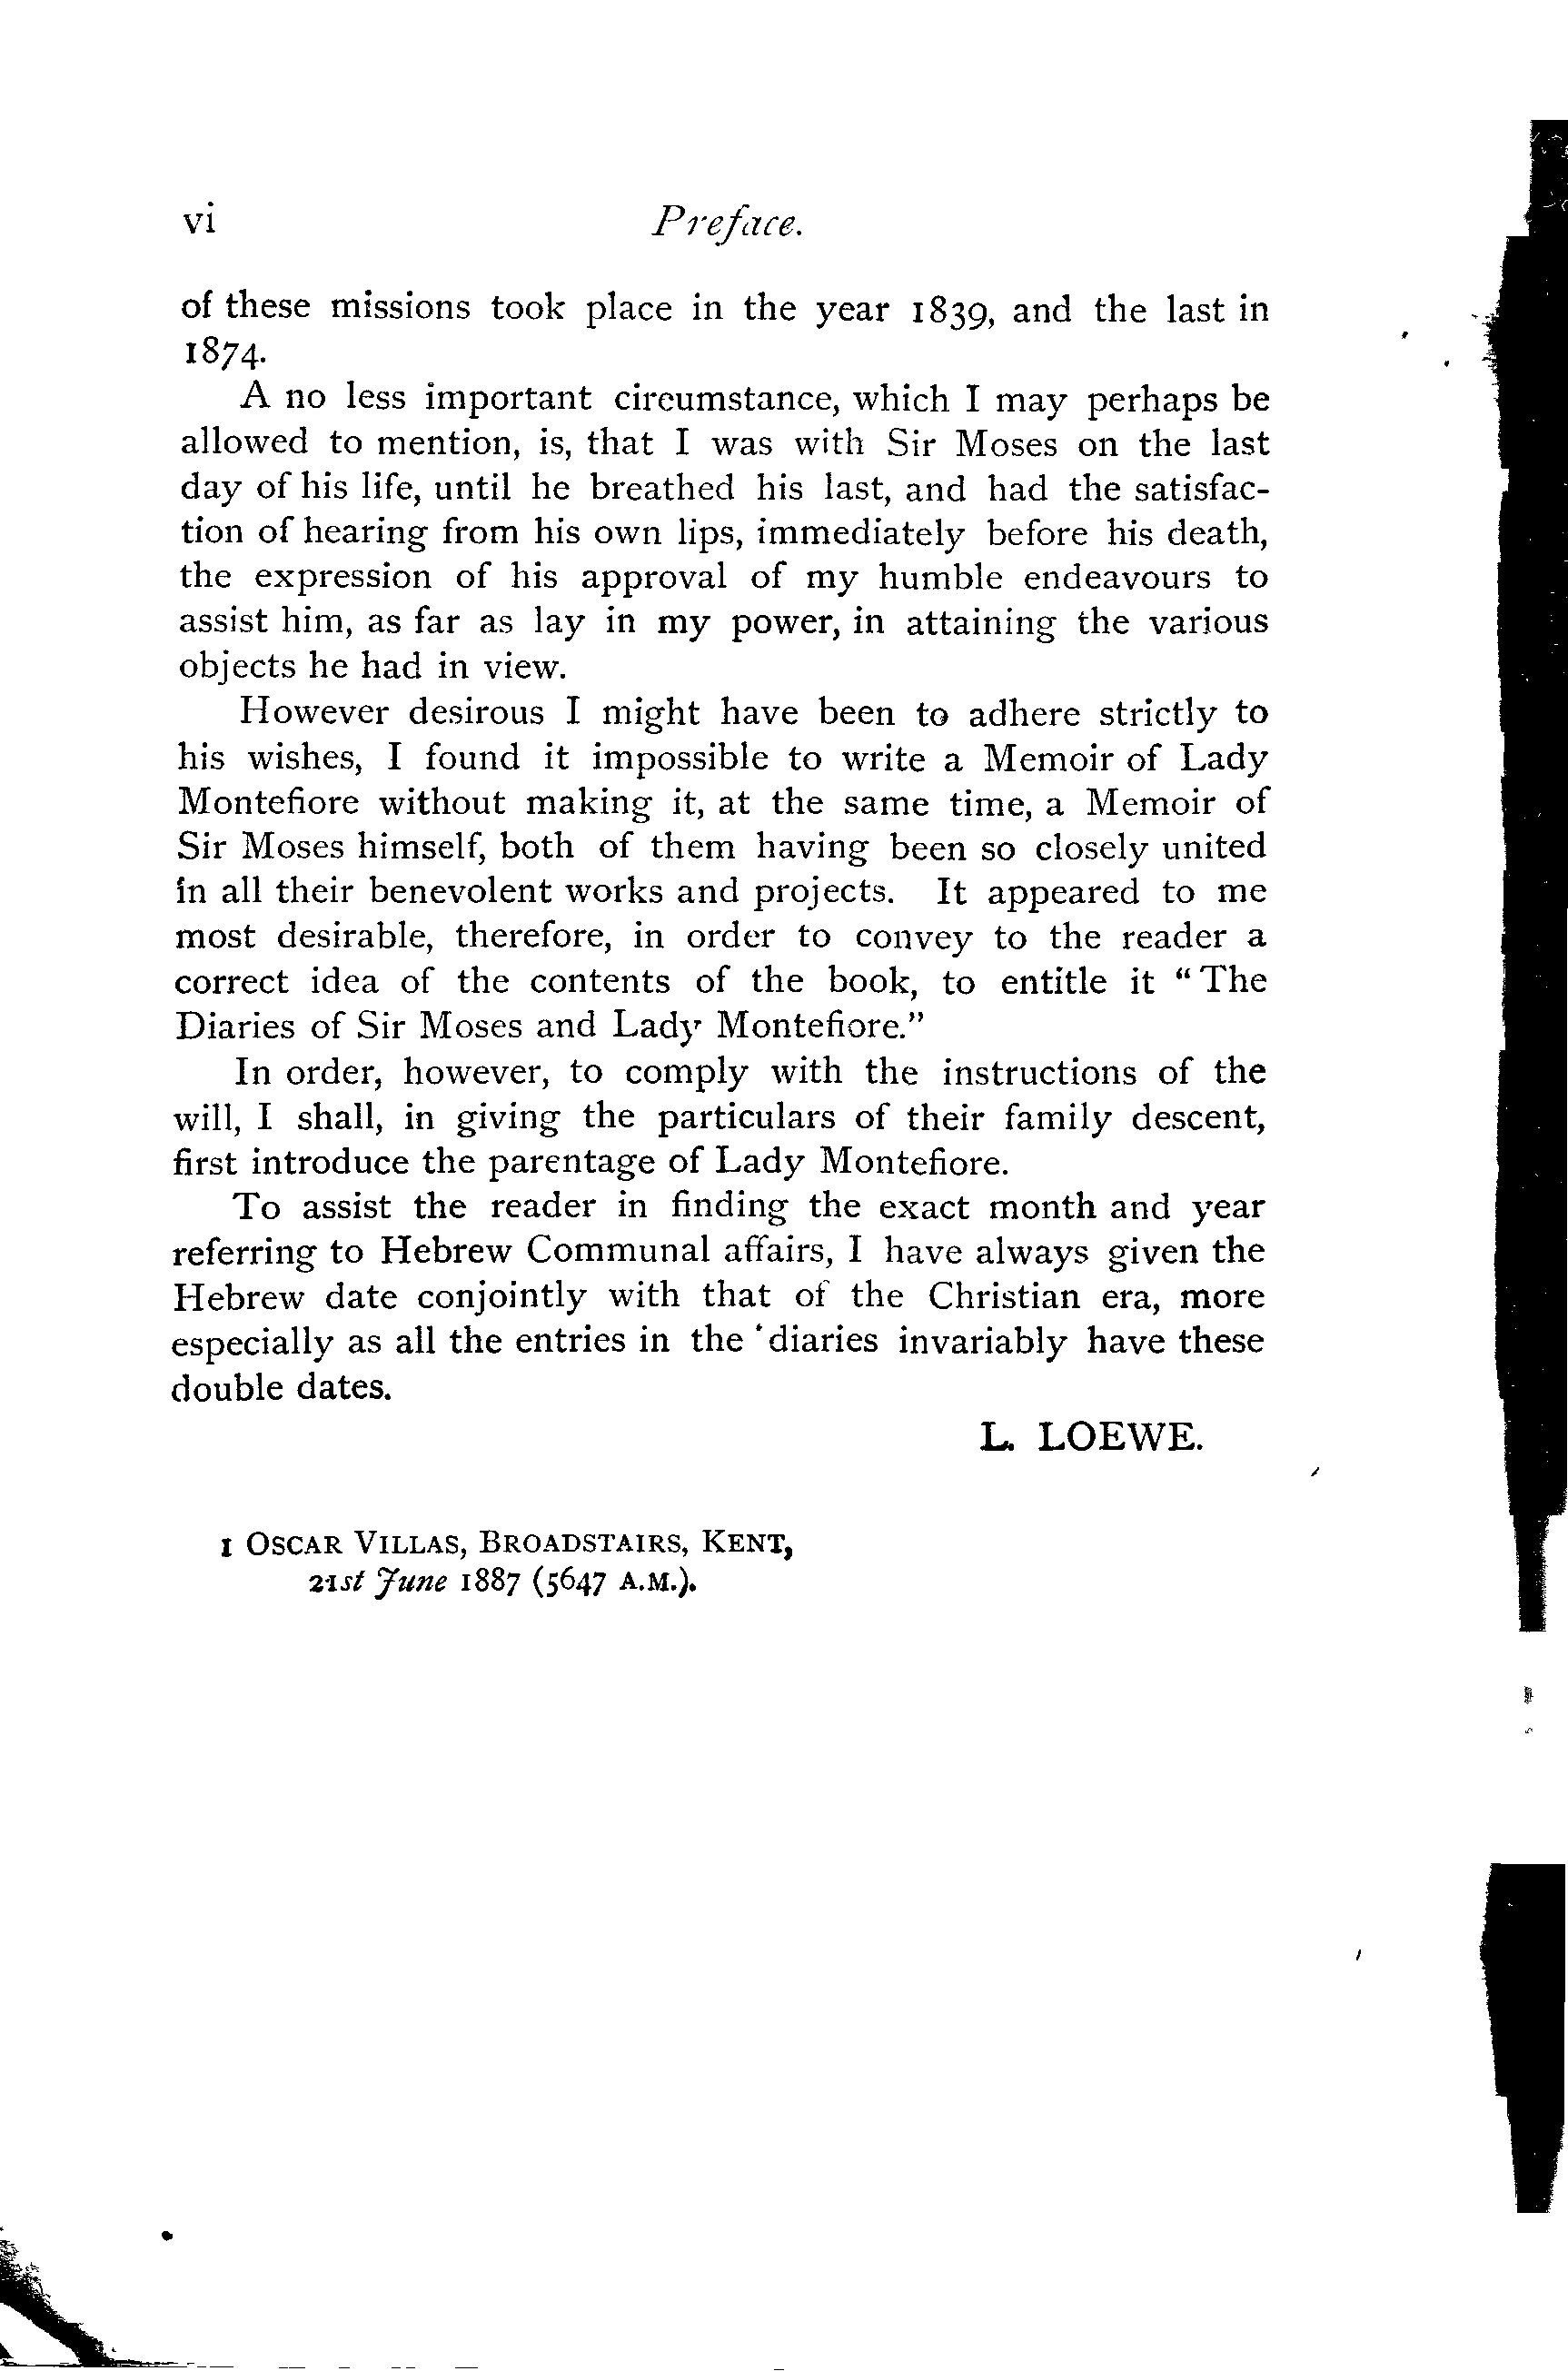 vi Preface.
of these missions took place in the year 1839, and the last in
1874.
A no less important circumstance, which I may perhaps be
allowed to mention, is, that I was with Sir Moses on the last
day of his life, until he breathed his last, and had the satisfac-
tion of hearing from his own lips, immediately before his death,
the expression of his approval of my humble endeavours to
assist him, as far as lay in my power, in attaining the various
objects he had in view.
However desirous I might have been to adhere strictly to
his wishes, I found it impossible to write a Memoir of Lady
Montefiore without making it, at the same time, a Memoir of
Sir Moses himself, both of them having been so closely united
in all their benevolent works and projects. It appeared to me
most desirable, therefore, in order to convey to the reader a
correct idea of the contents of the book, to entitle it "The
Diaries of Sir Moses and Lady Montefiore."
In order, however, to comply with the instructions of the
will, I shall, in giving the particulars of their family descent,
first introduce the parentage of Lady Montefiore.
To assist the reader in finding the exact month and year
referring to Hebrew Communal affairs, I have always given the
Hebrew date conjointly with that of the Christian era, more
especially as all the entries in the diaries invariably have these
double dates.
L. LOEWE.
1 OSCAR VILLAS, BROADSTAIRS, KENT,
21st June 1887 (5647 A.M.).